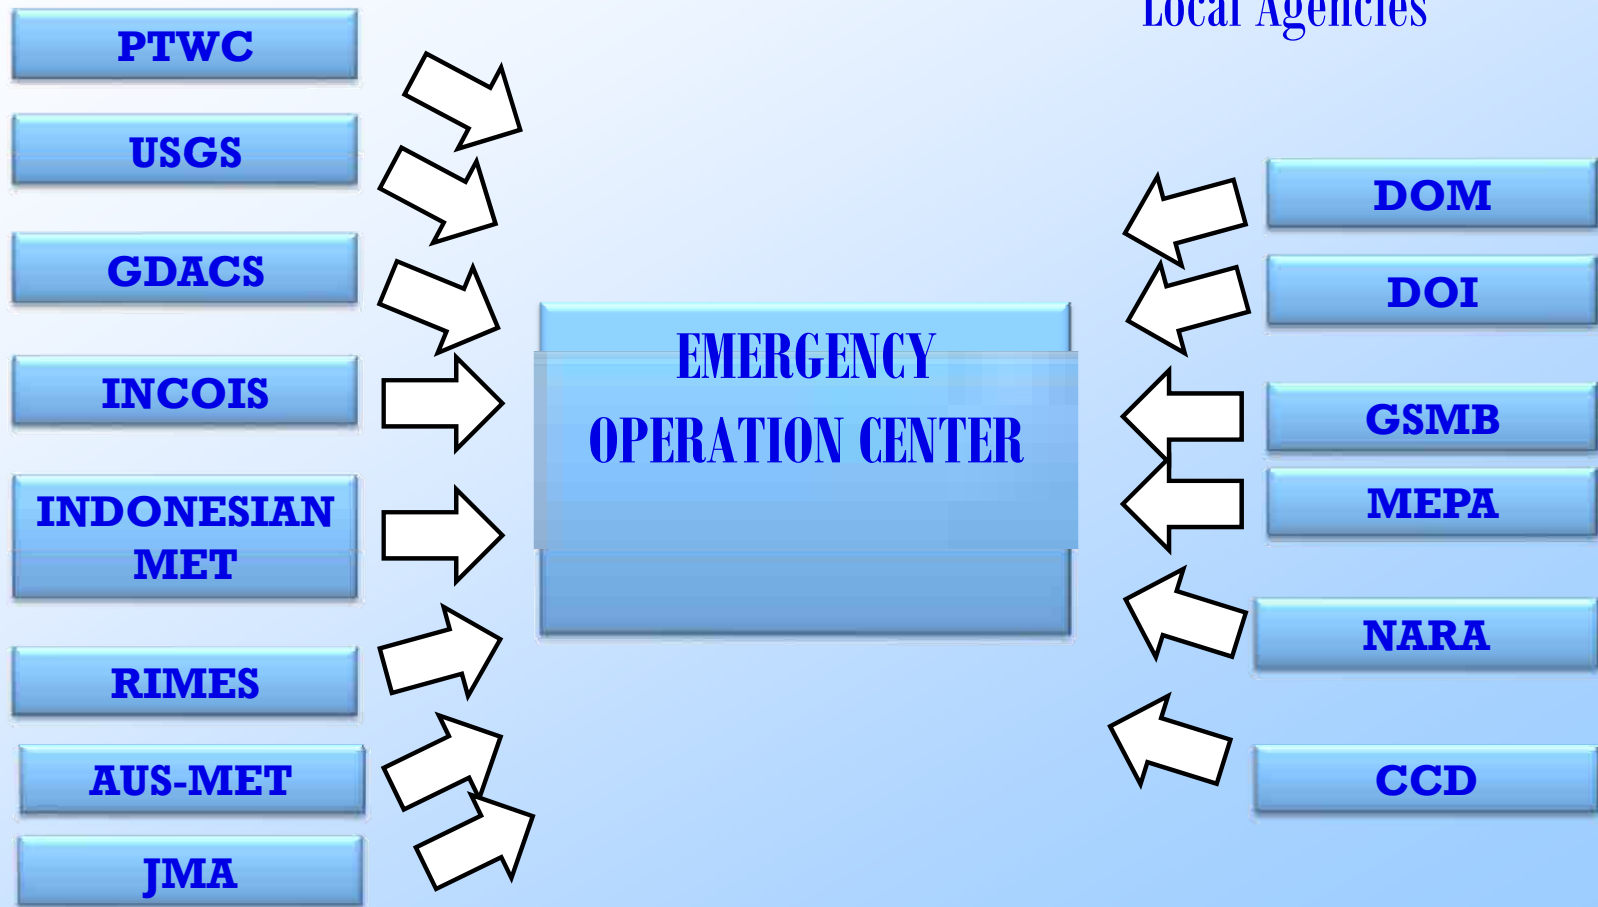 Local Agencies
PTWC
USGS
GDACS
INCOIS
INDONESIAN
MET
RIMES
AUS-MET
JMA
EMERGENCY
OPERATION CENTER
DOM
DOI
GSMB
MEPA
NARA
CCD